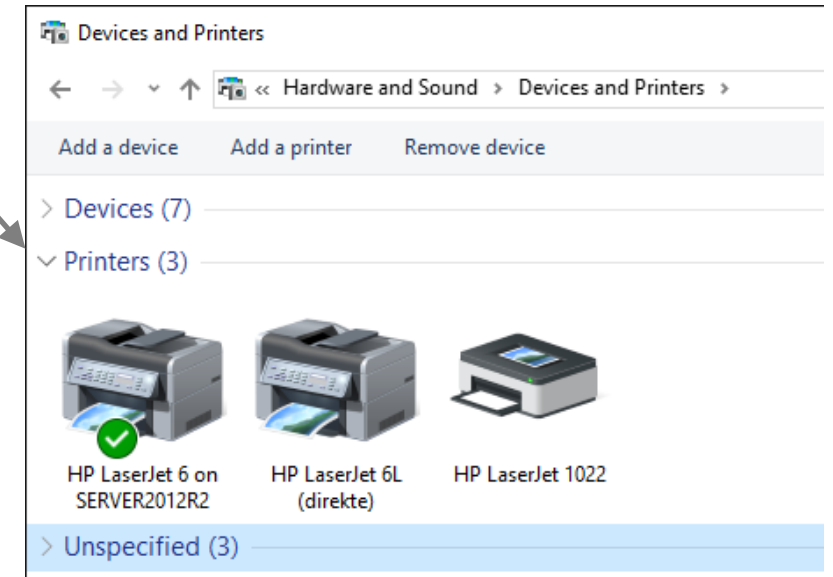 Devices and Printers
« Hardware and Sound > Devices and Printers >
Add a device Add a printer Remove device
Devices (7)
Printers (3)
HP LaserJet 6 on SERVER2012R2
HP LaserJet 6L (direkte)
HP LaserJet 1022
Unspecified (3)